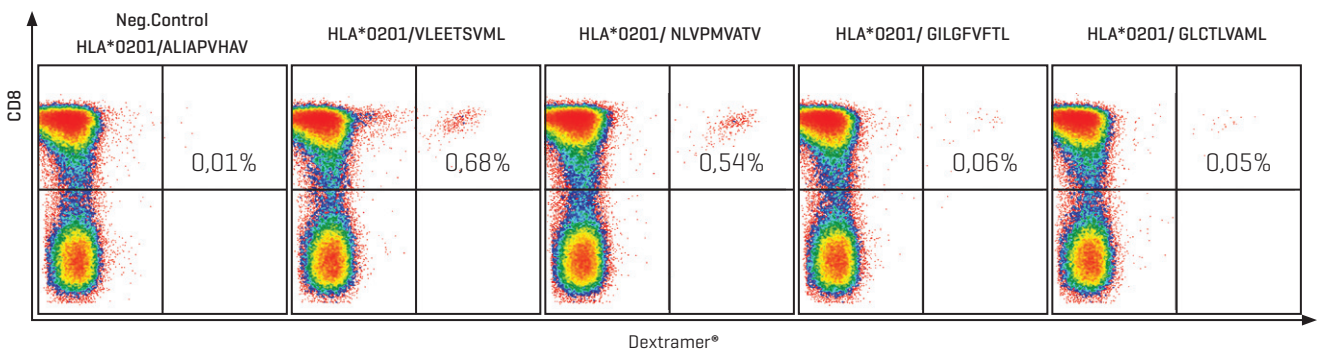 Neg.Control
HLA*0201/ALIAPVHAV
HLA*0201/VLEETSVML
HLA*0201/ NLVPMVATV
HLA*0201/ GILGFVFTL
HLA*0201/ GLCTLVAML
CD8
0,01%
0,68%
0,54%
0,06%
0,05%
Dextramer®